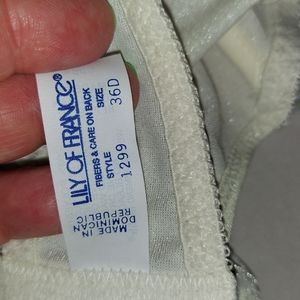 LILY OF FRANCE®
FIBERS & CARE ON BACK
SIZE 36D
STYLE 1299
MADE IN
DOMINICAN
REPUBLIC